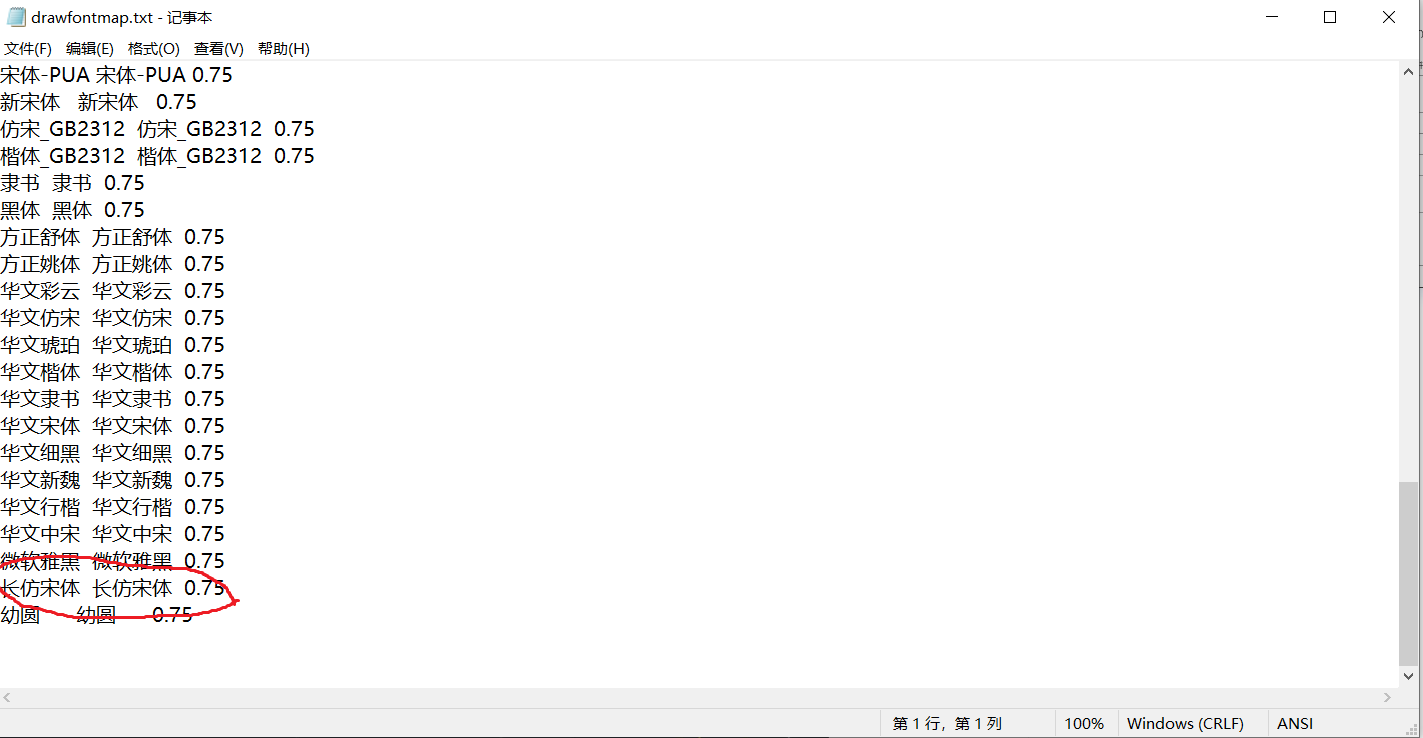 drawfontmap.txt - 记事本
文件(F) 编辑(E) 格式(O) 查看(V) 帮助(H)
宋体-PUA 宋体-PUA 0.75
新宋体 新宋体 0.75
仿宋_GB2312 仿宋_GB2312 0.75
楷体_GB2312 楷体_GB2312 0.75
隶书 隶书 0.75
黑体 黑体 0.75
方正舒体 方正舒体 0.75
方正姚体 方正姚体 0.75
华文彩云 华文彩云 0.75
华文仿宋 华文仿宋 0.75
华文琥珀 华文琥珀 0.75
华文楷体 华文楷体 0.75
华文隶书 华文隶书 0.75
华文宋体 华文宋体 0.75
华文细黑 华文细黑 0.75
华文新魏 华文新魏 0.75
华文行楷 华文行楷 0.75
华文中宋 华文中宋 0.75
微软雅黑 微软雅黑 0.75
长仿宋体 长仿宋体 0.75
幼圆 幼圆 0.75
第 1 行，第 1 列 100% Windows (CRLF) ANSI